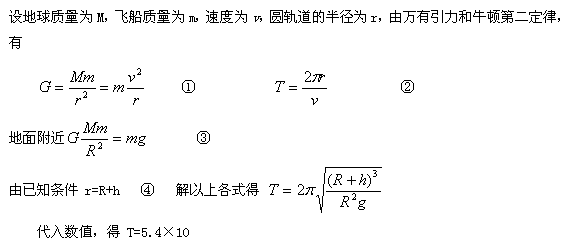 设地球质量为 M, 飞船质量为 m, 速度为 v, 圆轨道的半径为 r, 由万有引力和牛顿第二定律,
有
G = \frac{Mm}{r^2} = m\frac{v^2}{r} ① T = \frac{2\pi r}{v} ②
地面附近 G\frac{Mm}{R^2} = mg ③
由已知条件 r=R+h ④ 解以上各式得 T = 2\pi\sqrt{\frac{(R+h)^3}{R^2 g}}
代入数值, 得 T=5.4×10